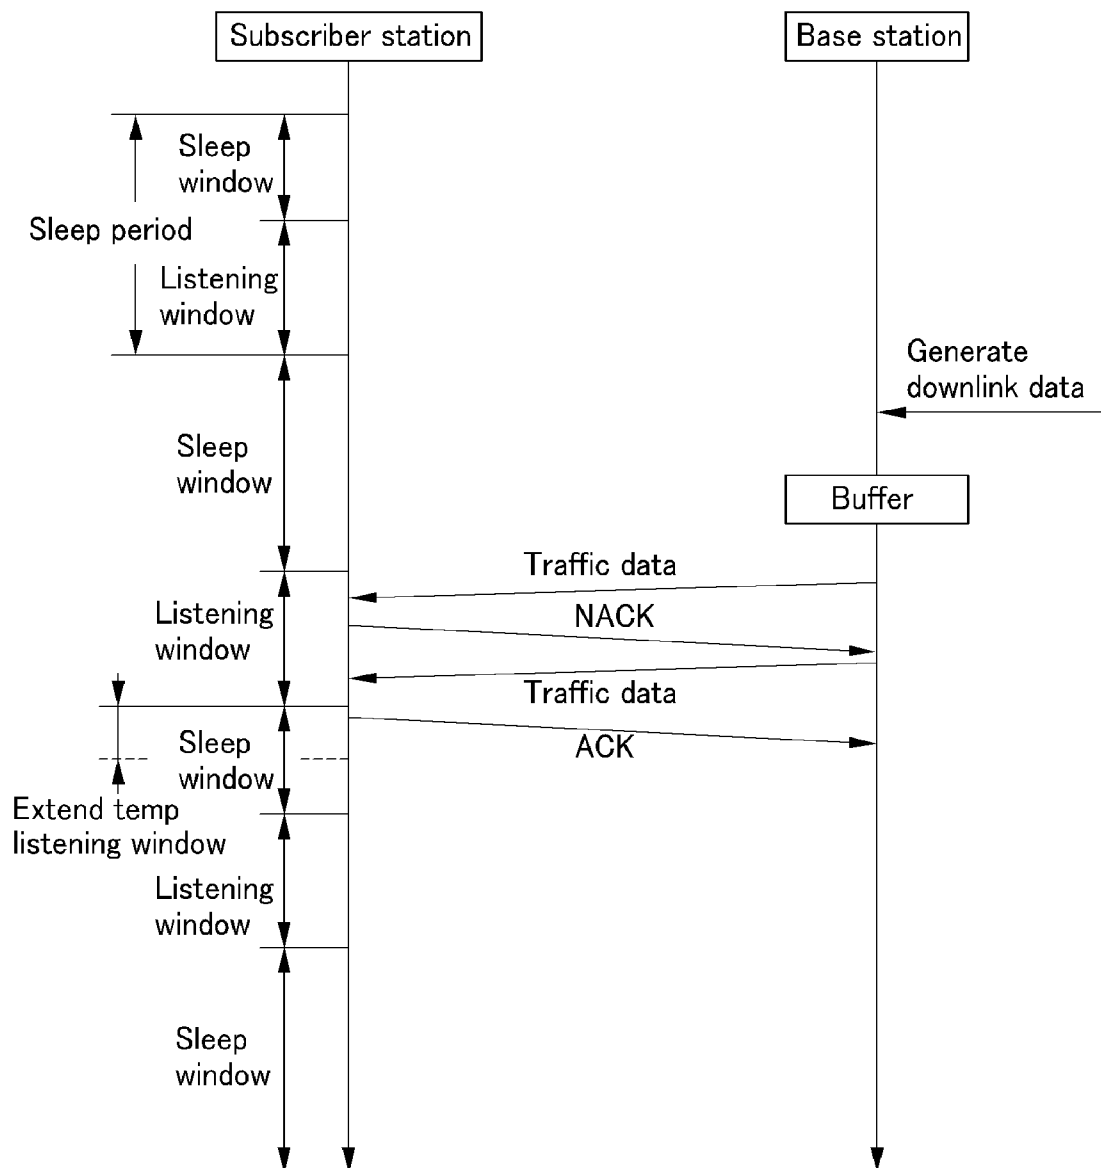 Subscriber station
Base station
Sleep
window
Sleep period
Listening
window
Generate
downlink data
Sleep
window
Buffer
Traffic data
Listening
window
NACK
Traffic data
Sleep
window
ACK
Extend temp
listening window
Listening
window
Sleep
window